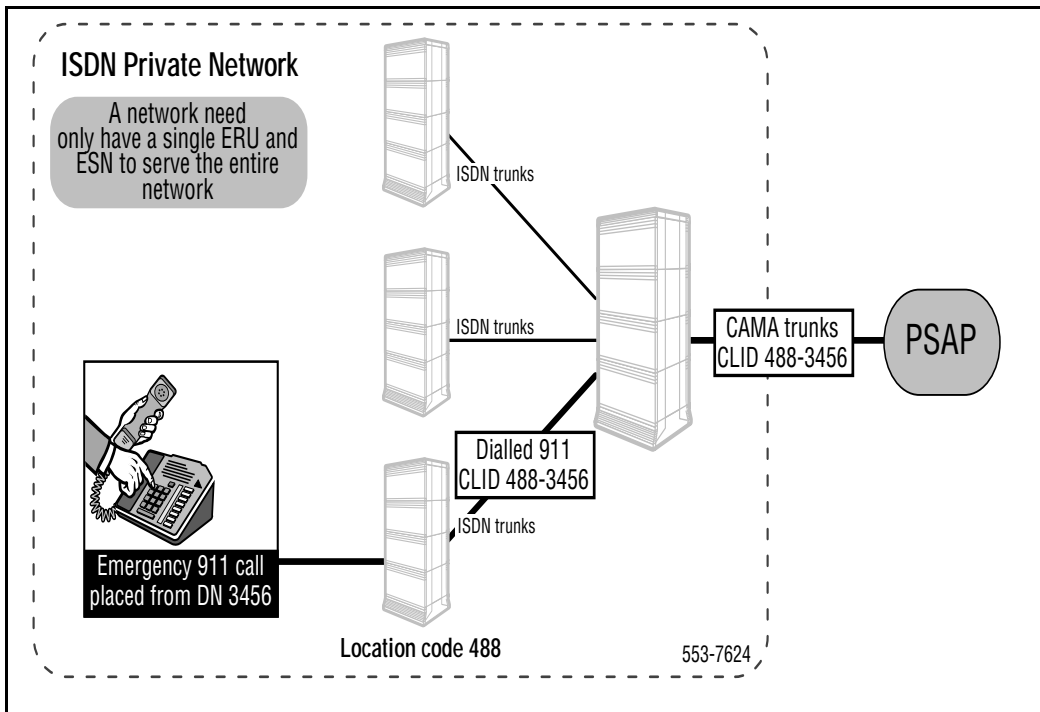 ISDN Private Network
A network need
only have a single ERU and
ESN to serve the entire
network
ISDN trunks
ISDN trunks
CAMA trunks
CLID 488-3456
PSAP
Dialled 911
CLID 488-3456
ISDN trunks
Emergency 911 call
placed from DN 3456
Location code 488
553-7624